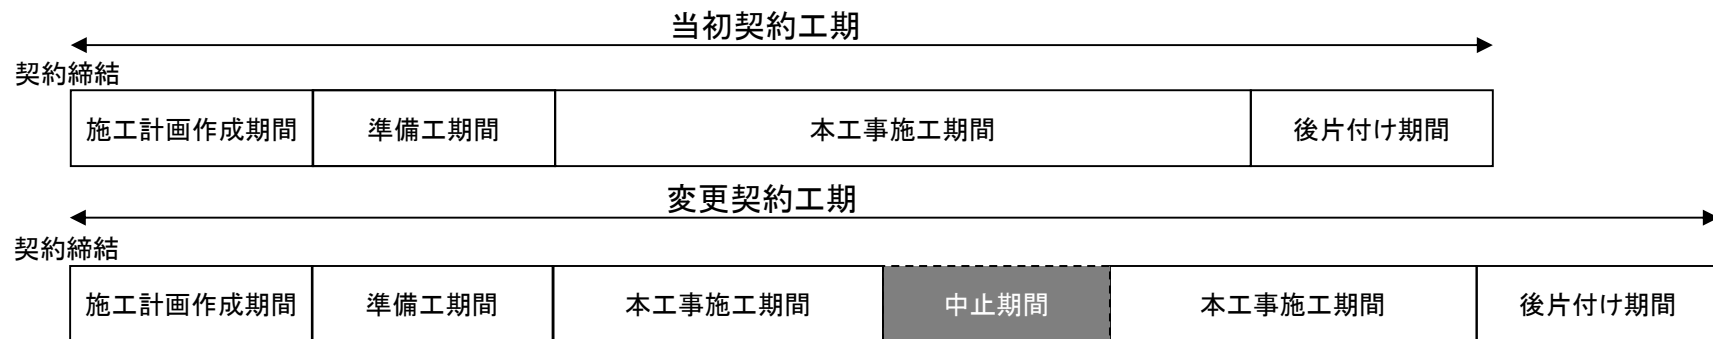 当初契約工期
契約締結
施工計画作成期間 準備工期間 本工事施工期間 後片付け期間
変更契約工期
契約締結
施工計画作成期間 準備工期間 本工事施工期間 中止期間 本工事施工期間 後片付け期間